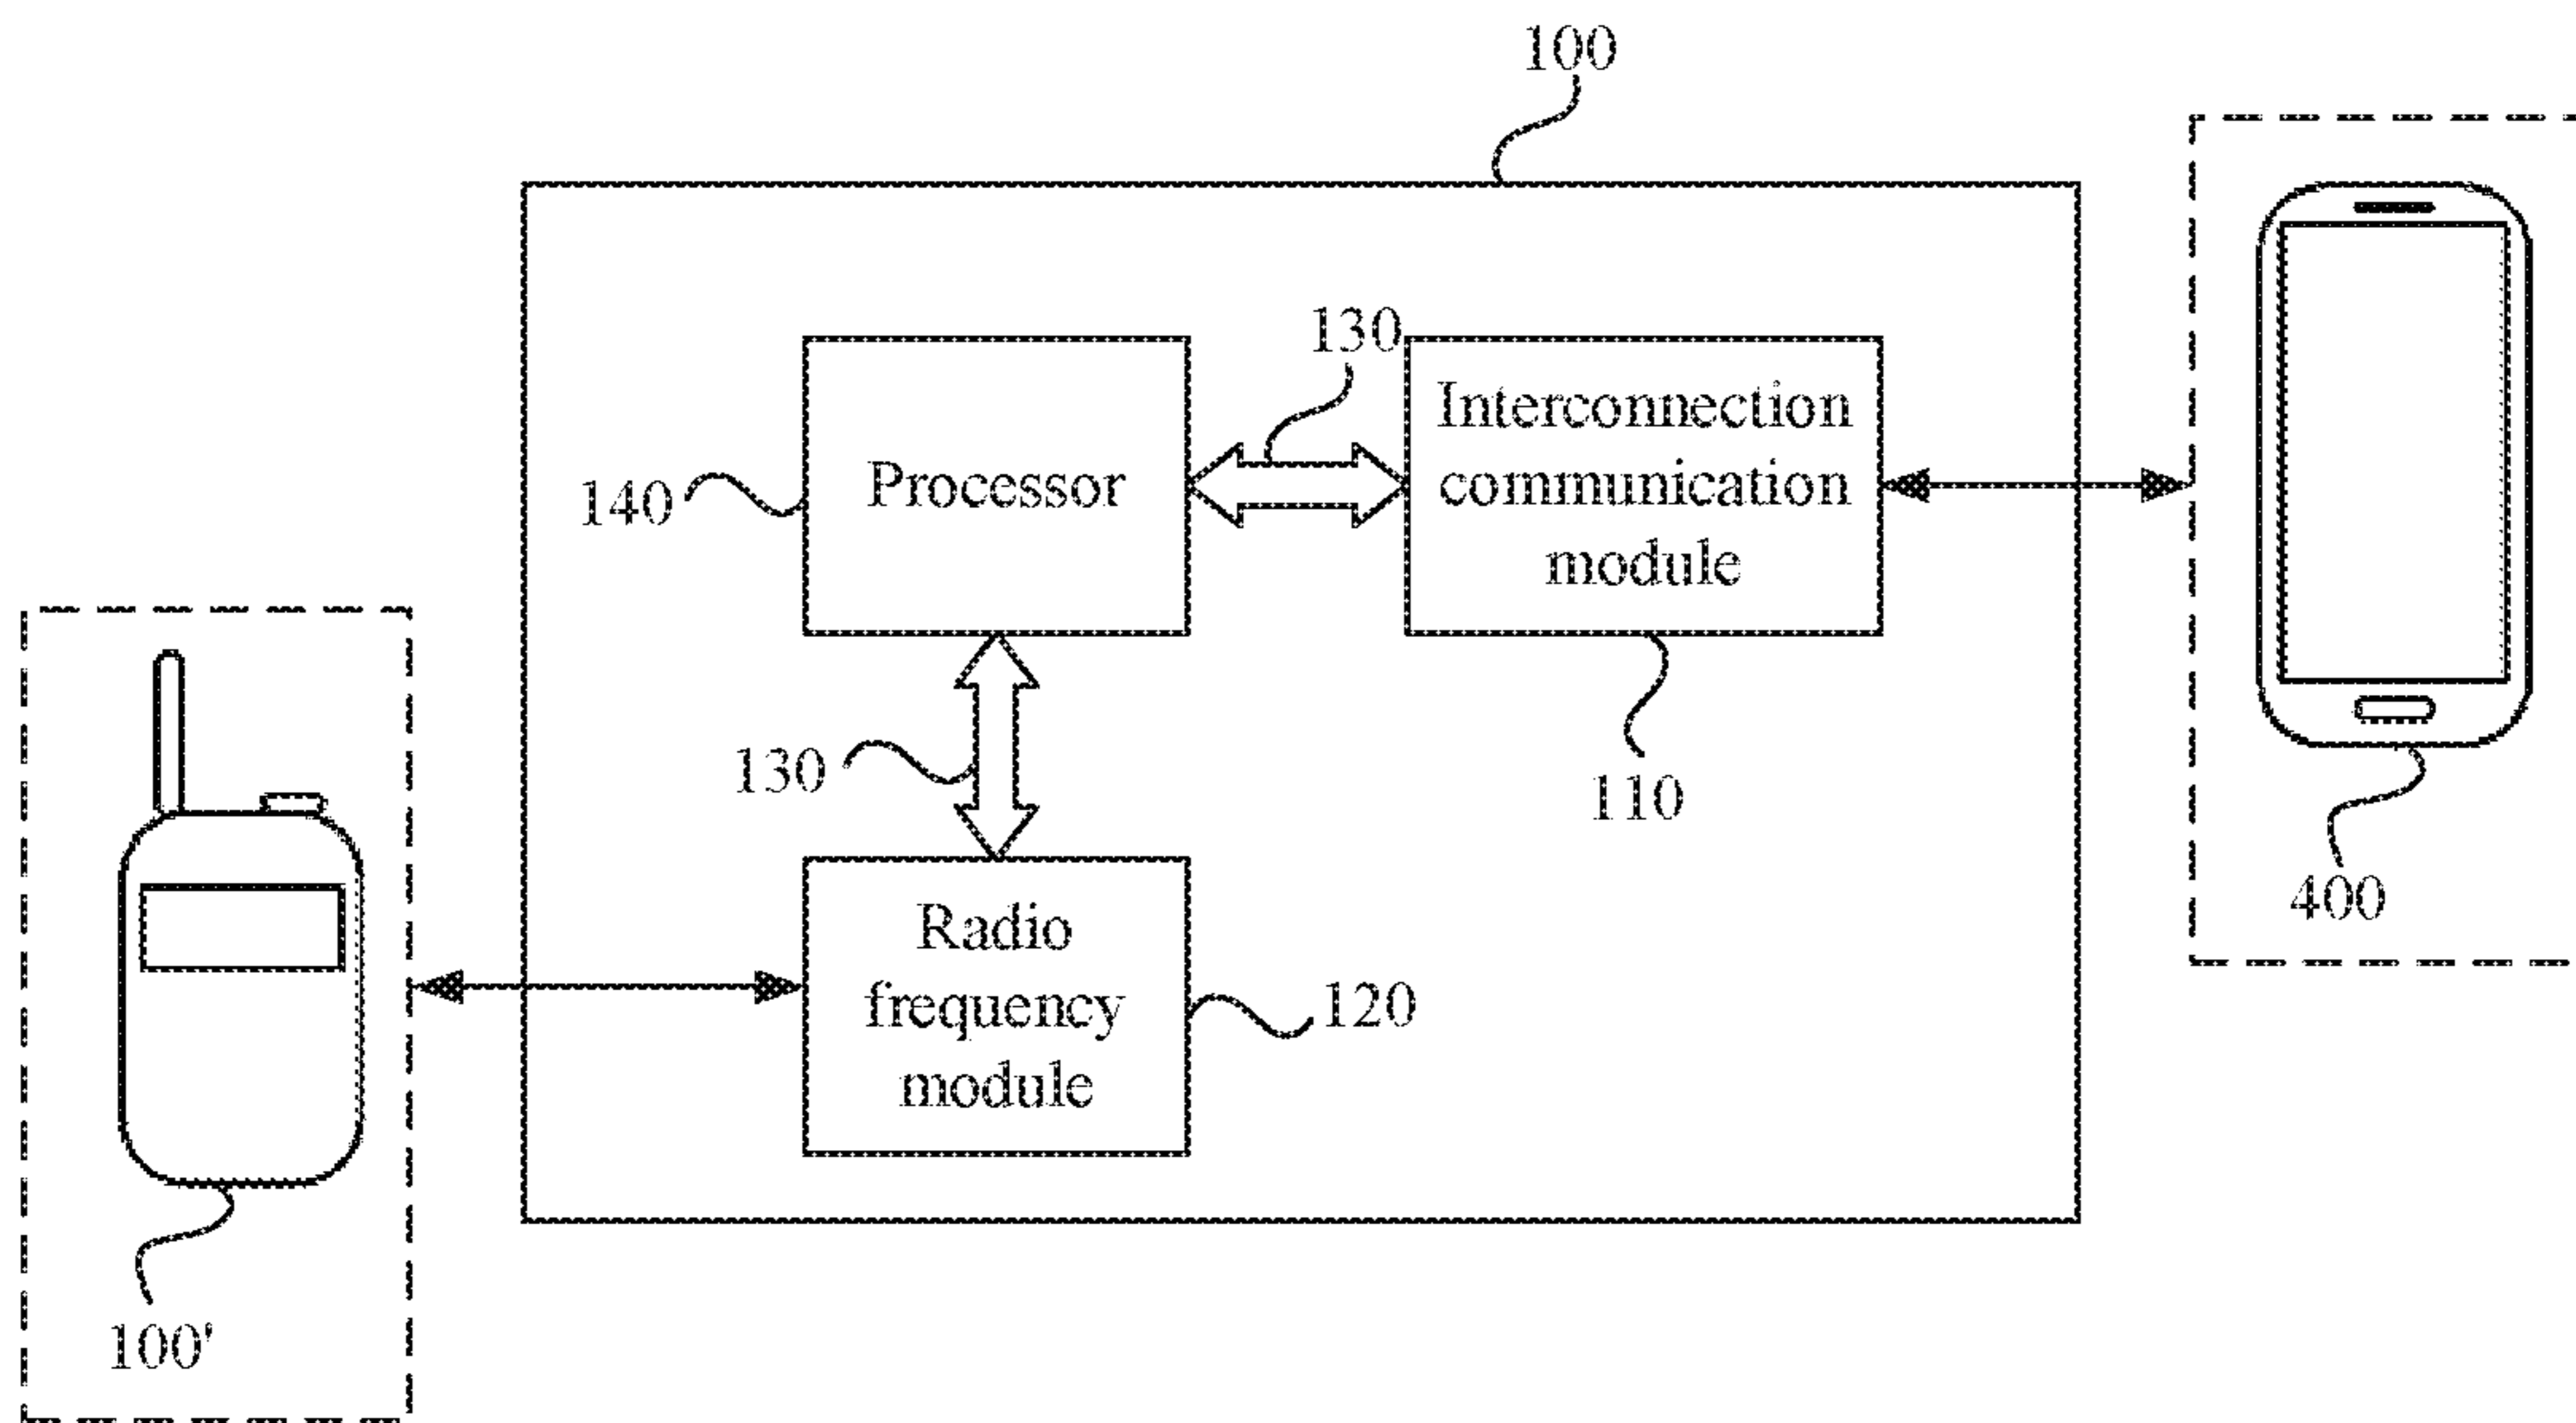 100
130
Interconnection
communication
module
Processor
140
130
110
400
Radio
frequency
module
120
100'